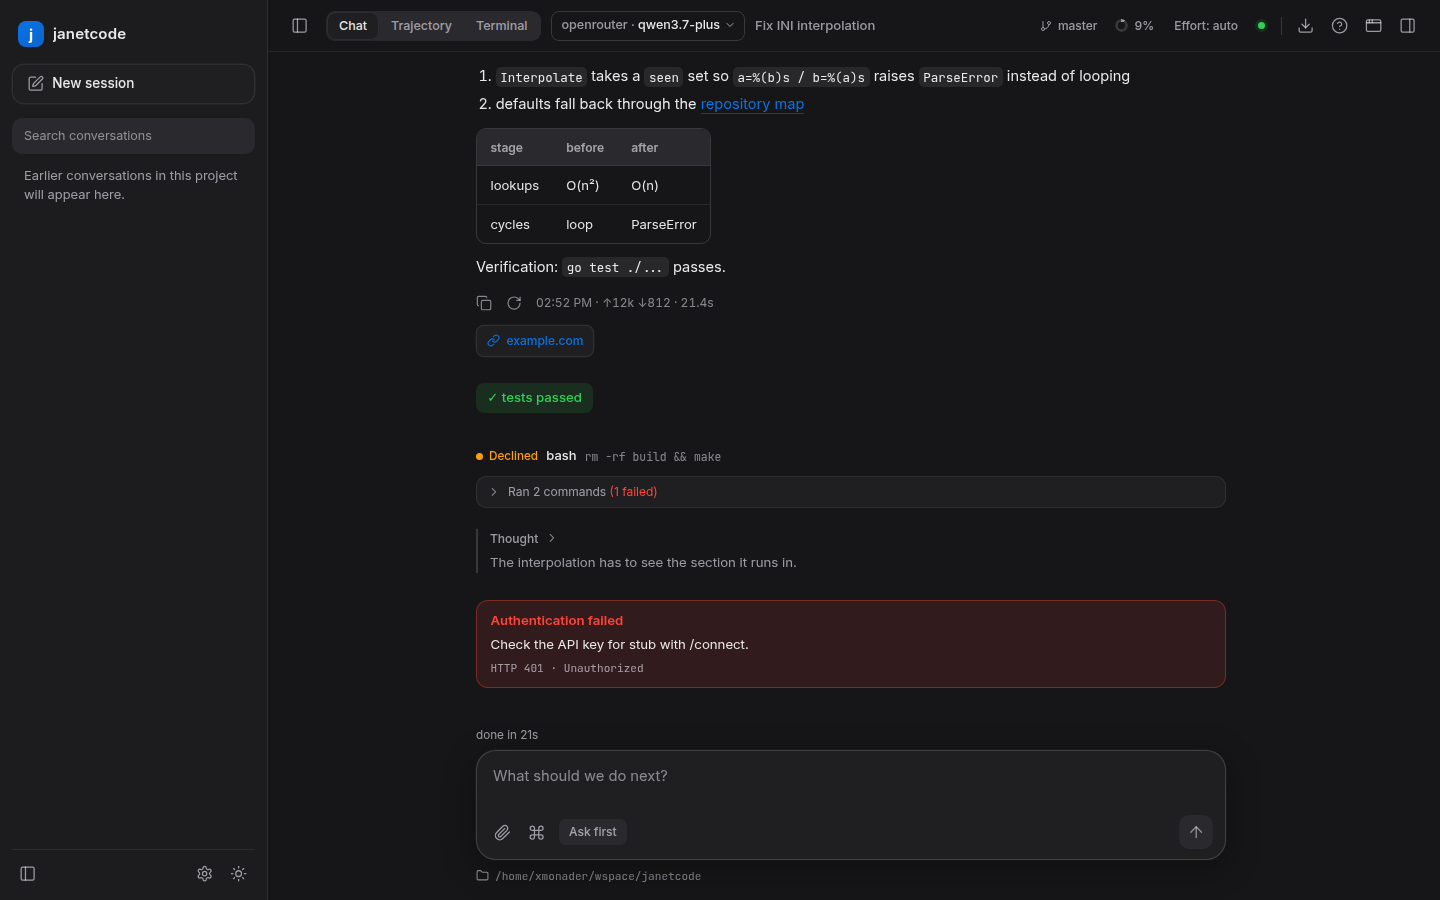 j janetcode
New session
Search conversations
Earlier conversations in this project
will appear here.
Chat Trajectory Terminal openrouter · qwen3.7-plus Fix INI interpolation master 9% Effort: auto
1. Interpolate takes a seen set so a=%(b)s / b=%(a)s raises ParseError instead of looping
2. defaults fall back through the repository map
stage before after
lookups O(n²) O(n)
cycles loop ParseError
Verification: go test ./... passes.
02:52 PM · ↑12k ↓812 · 21.4s
example.com
✓ tests passed
Declined bash rm -rf build && make
Ran 2 commands (1 failed)
Thought
The interpolation has to see the section it runs in.
Authentication failed
Check the API key for stub with /connect.
HTTP 401 · Unauthorized
done in 21s
What should we do next?
Ask first
/home/xmonader/wspace/janetcode